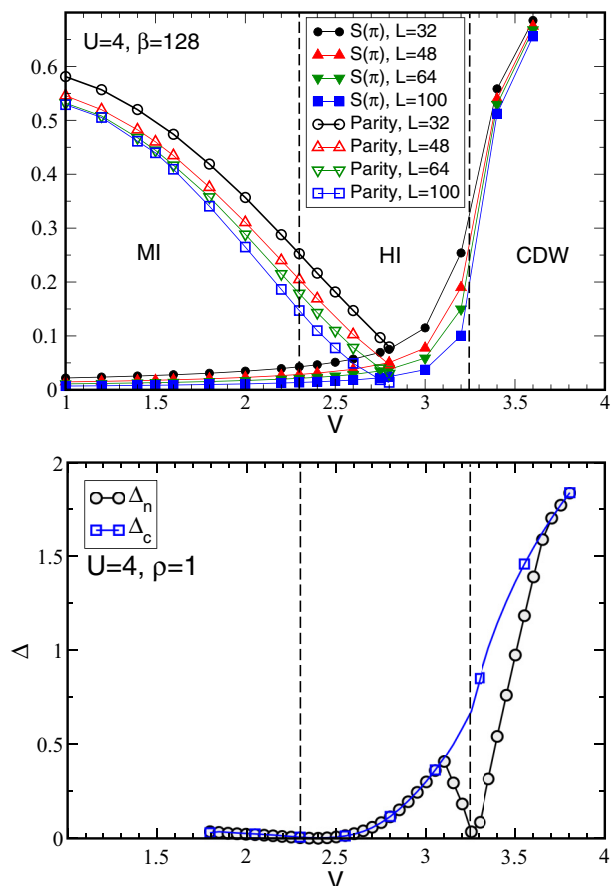 U=4, β=128
S(π), L=32
S(π), L=48
S(π), L=64
S(π), L=100
Parity, L=32
Parity, L=48
Parity, L=64
Parity, L=100
MI
HI
CDW
0.6
0.5
0.4
0.3
0.2
0.1
0
1 1.5 2 2.5 3 3.5 4
V
Δn
Δc
U=4, ρ=1
2
1.5
1
0.5
0
Δ
1.5 2 2.5 3 3.5 4
V